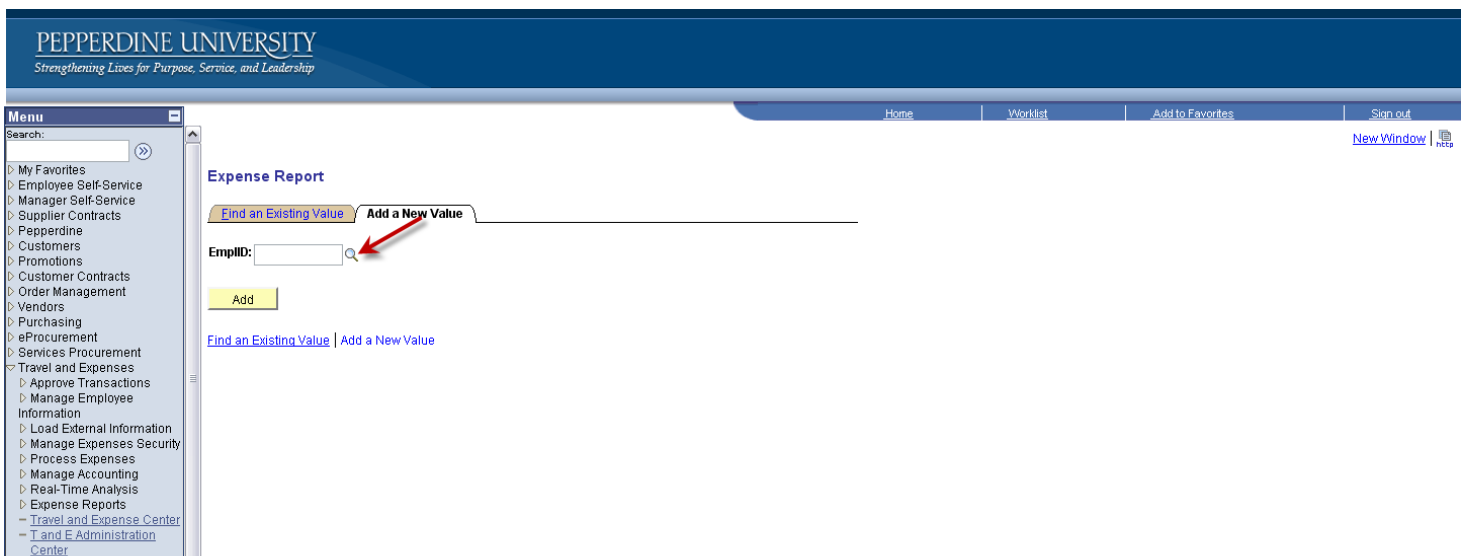 PEPPERDINE UNIVERSITY
Strengthening Lives for Purpose, Service, and Leadership
Menu
Home
Worklist
Add to Favorites
Sign out
Search:
New Window
http
My Favorites
Employee Self-Service
Manager Self-Service
Supplier Contracts
Pepperdine
Customers
Promotions
Customer Contracts
Order Management
Vendors
Purchasing
eProcurement
Services Procurement
Travel and Expenses
Approve Transactions
Manage Employee
Information
Load External Information
Manage Expenses Security
Process Expenses
Manage Accounting
Real-Time Analysis
Expense Reports
Travel and Expense Center
T and E Administration
Center
Expense Report
Find an Existing Value
Add a New Value
EmplID:
Add
Find an Existing Value | Add a New Value